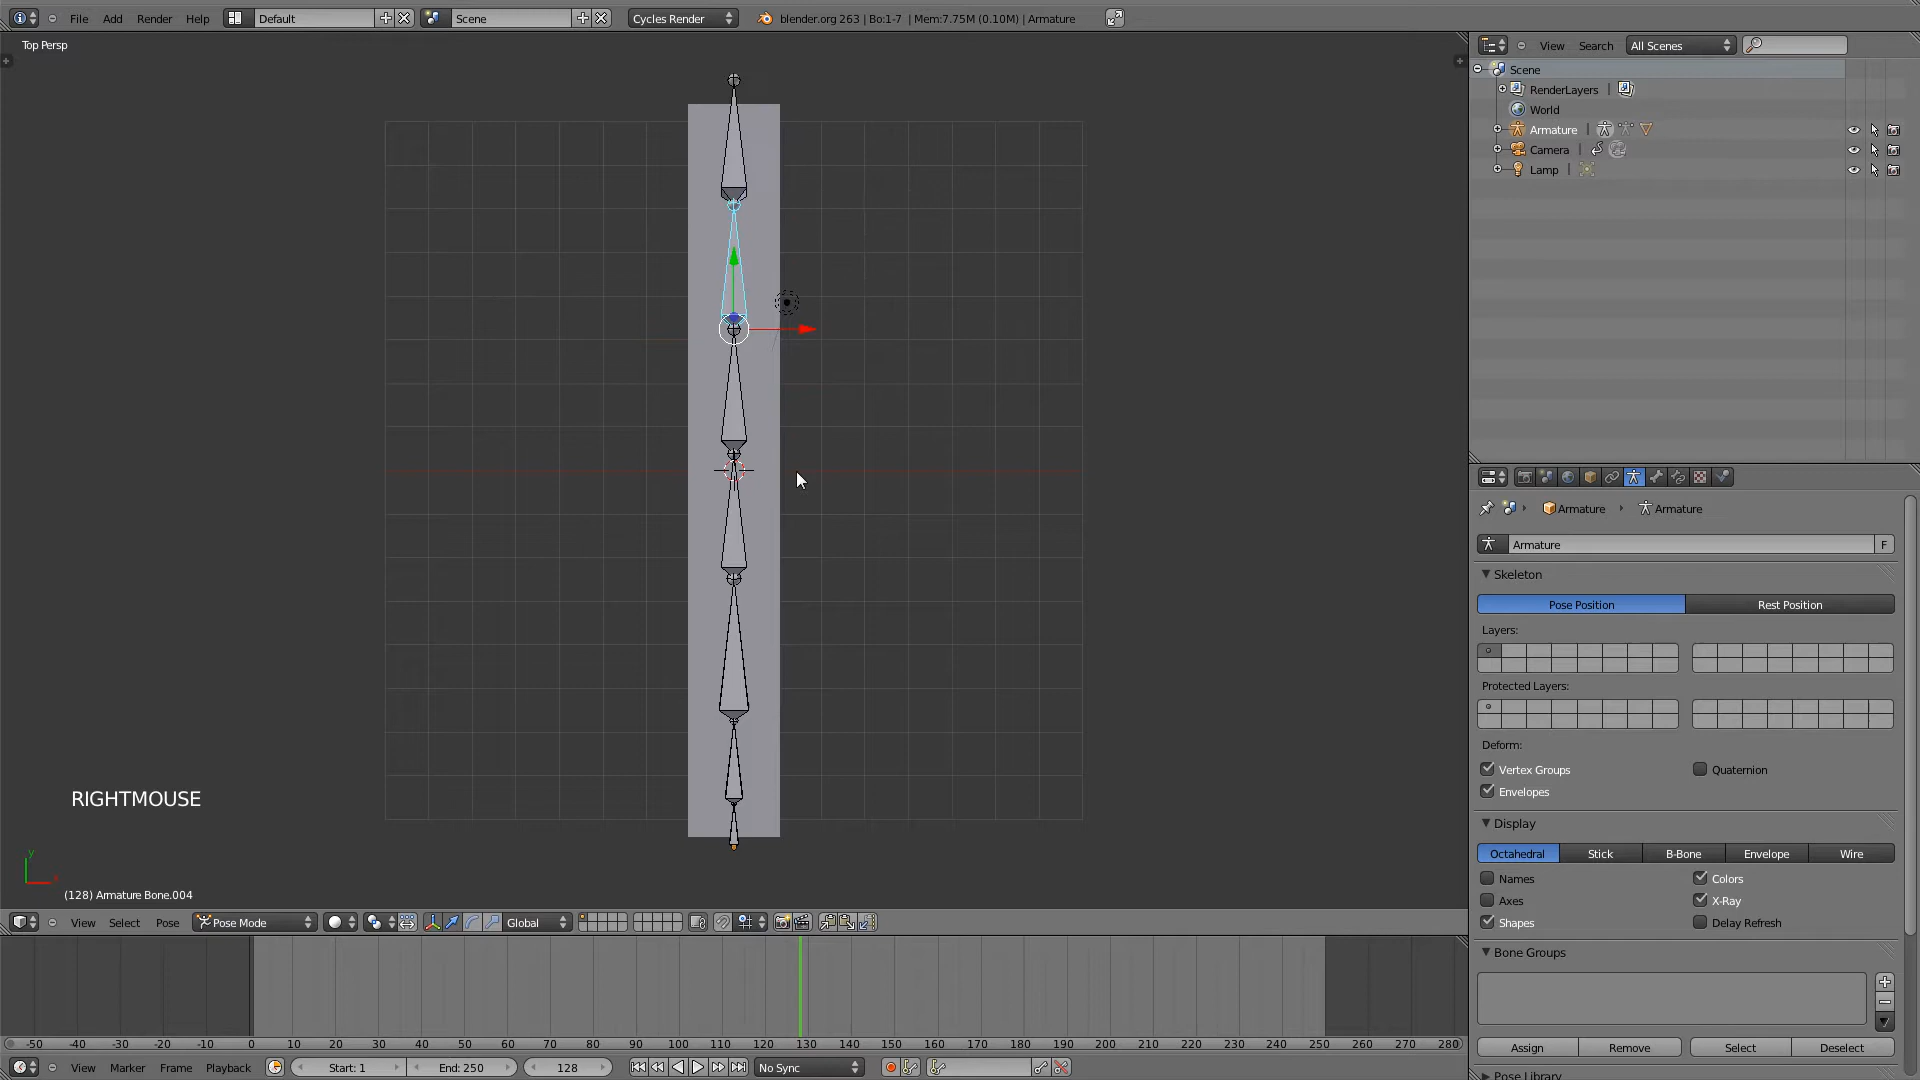 File Add Render Help Default Scene Cycles Render blender.org 263 | Bo:1-7 | Mem:7.75M (0.10M) | Armature
Top Persp
View Search All Scenes
Scene
RenderLayers
World
Armature
Camera
Lamp
Armature Armature
Armature F
Skeleton
Pose Position Rest Position
Layers:
Protected Layers:
Deform:
Vertex Groups Quaternion
Envelopes
Display
Octahedral Stick B-Bone Envelope Wire
Names Colors
Axes X-Ray
Shapes Delay Refresh
Bone Groups
Assign Remove Select Deselect
Pose Library
RIGHTMOUSE
y
x
(128) Armature Bone.004
View Select Pose Pose Mode Global
-50 -40 -30 -20 -10 0 10 20 30 40 50 60 70 80 90 100 110 120 130 140 150 160 170 180 190 200 210 220 230 240 250 260 270 280
View Marker Frame Playback Start: 1 End: 250 128 No Sync